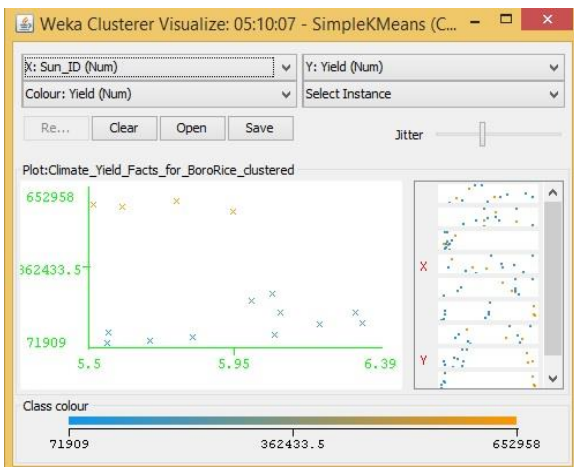 Weka Clusterer Visualize: 05:10:07 - SimpleKMeans (C...
X: Sun_ID (Num)
Y: Yield (Num)
Colour: Yield (Num)
Select Instance
Re...
Clear
Open
Save
Jitter
Plot:Climate_Yield_Facts_for_BoroRice_clustered
652958
362433.5
71909
5.5
5.95
6.39
X
Y
Class colour
71909
362433.5
652958